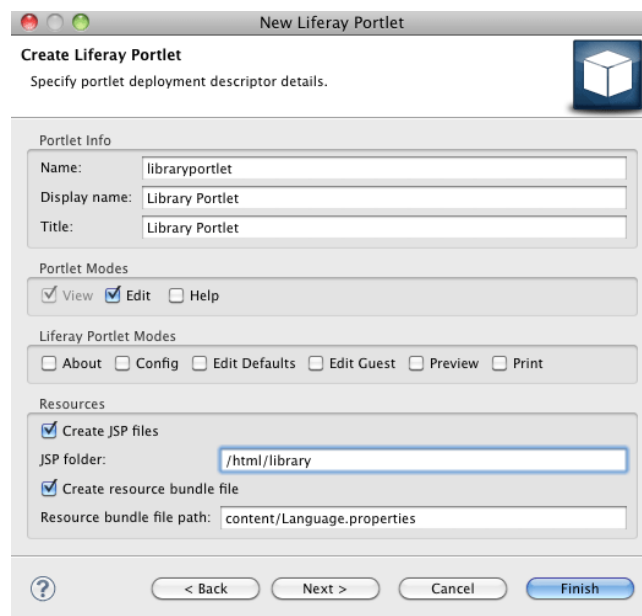 New Liferay Portlet
Create Liferay Portlet
Specify portlet deployment descriptor details.
Portlet Info
Name: libraryportlet
Display name: Library Portlet
Title: Library Portlet
Portlet Modes
View Edit Help
Liferay Portlet Modes
About Config Edit Defaults Edit Guest Preview Print
Resources
Create JSP files
JSP folder: /html/library
Create resource bundle file
Resource bundle file path: content/Language.properties
? < Back Next > Cancel Finish